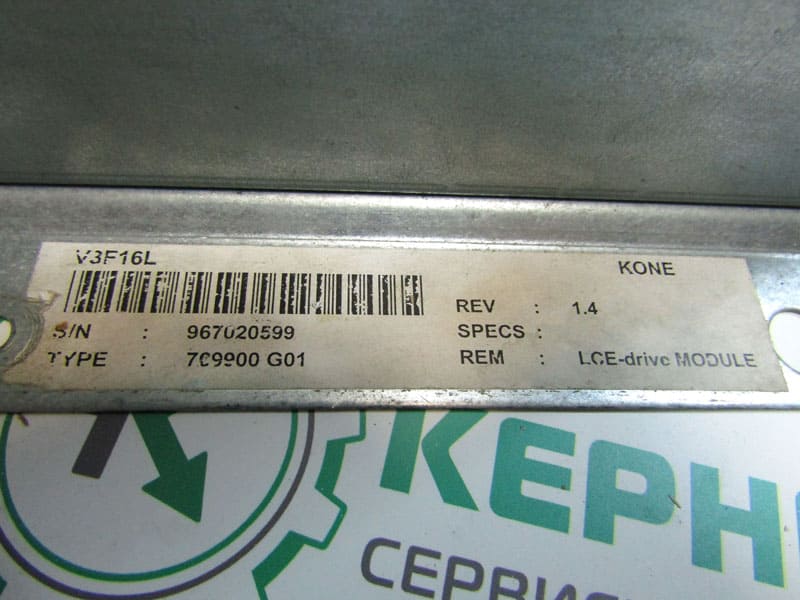 V3F16L
KONE
REV : 1.4
S/N : 967020599
SPECS :
TYPE : 709900 G01
REM : LCE-drive MODULE
КЕРН
СЕРВИС